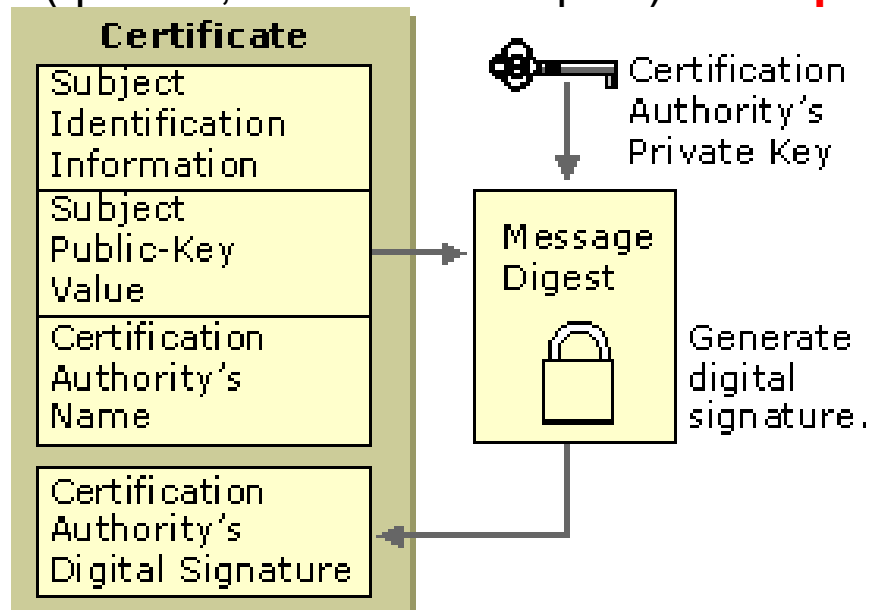 Certificate
Subject
Identification
Information
Subject
Public-Key
Value
Certification
Authority's
Name
Certification
Authority's
Digital Signature
Certification
Authority's
Private Key
Message
Digest
Generate
digital
signature.